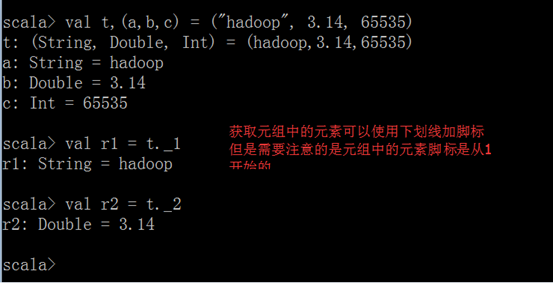 scala> val t,(a,b,c) = ("hadoop", 3.14, 65535)
t: (String, Double, Int) = (hadoop,3.14,65535)
a: String = hadoop
b: Double = 3.14
c: Int = 65535
scala> val r1 = t._1
r1: String = hadoop
获取元组中的元素可以使用下划线加脚标
但是需要注意的是元组中的元素脚标是从1
开始的
scala> val r2 = t._2
r2: Double = 3.14
scala>